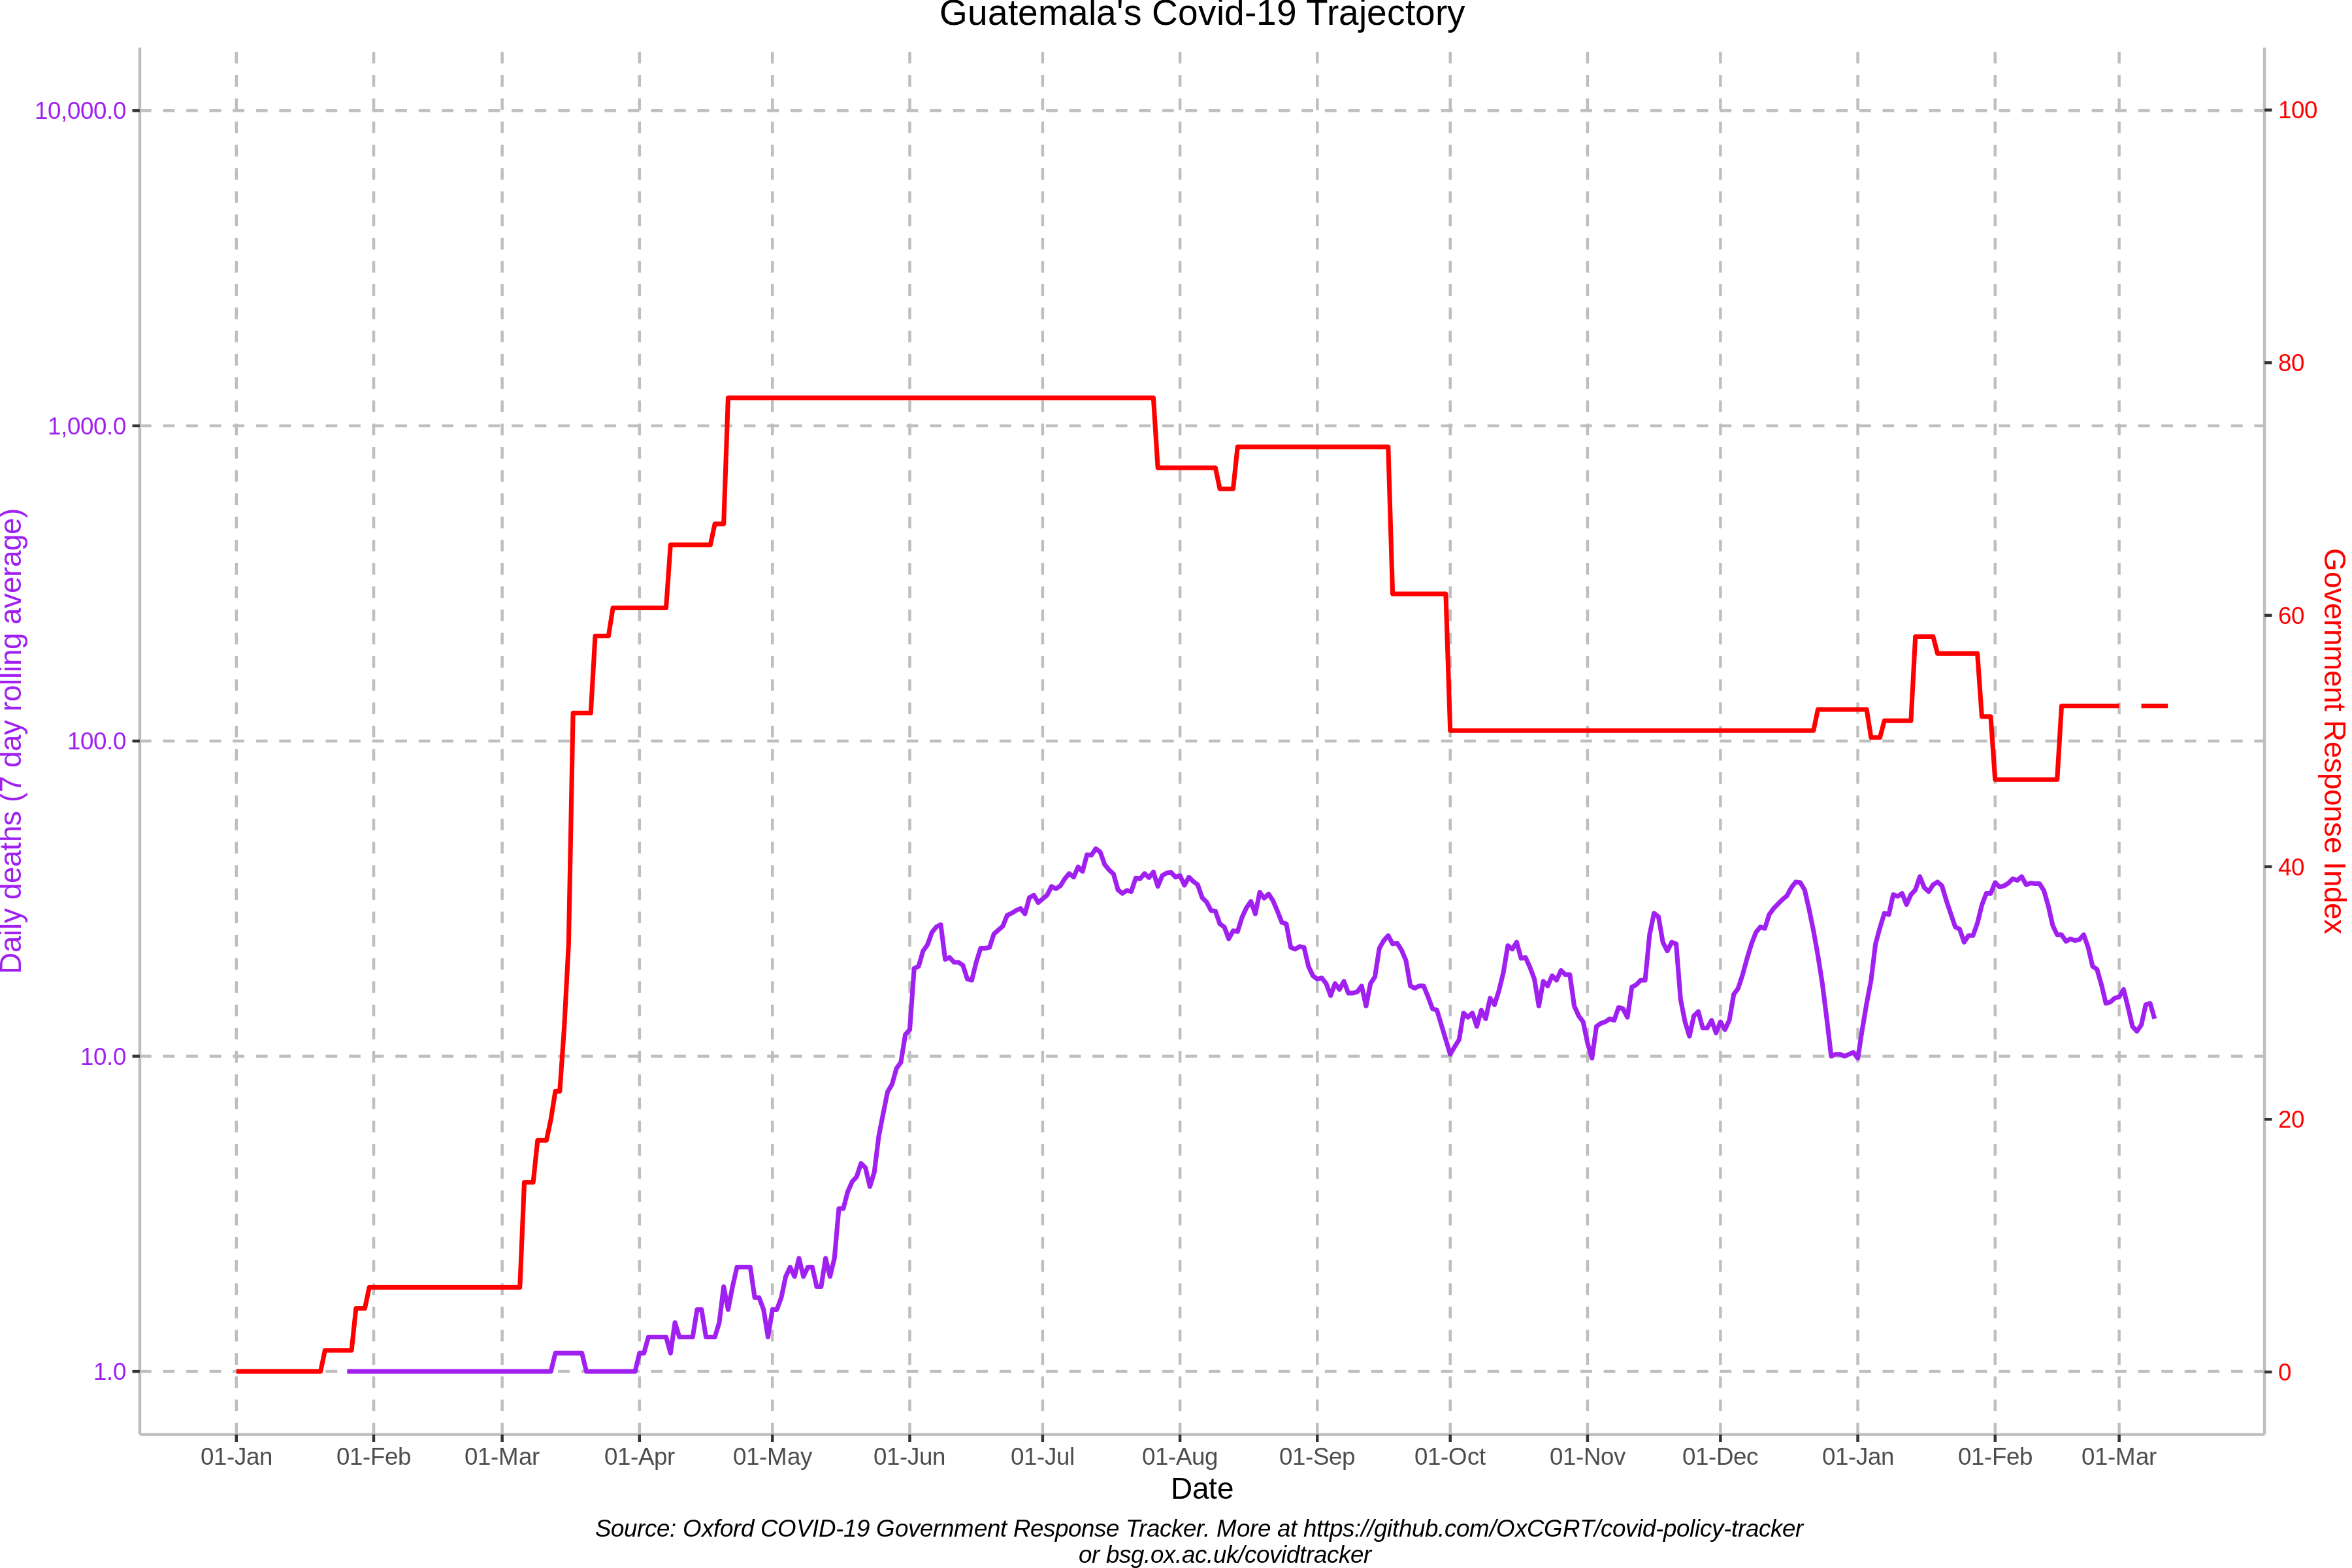 Guatemala's Covid-19 Trajectory
Daily deaths (7 day rolling average)
10,000.0
1,000.0
100.0
10.0
1.0
100
80
60
40
20
0
Government Response Index
01-Jan
01-Feb
01-Mar
01-Apr
01-May
01-Jun
01-Jul
01-Aug
01-Sep
01-Oct
01-Nov
01-Dec
01-Jan
01-Feb
01-Mar
Date
Source: Oxford COVID-19 Government Response Tracker. More at https://github.com/OxCGRT/covid-policy-tracker
or bsg.ox.ac.uk/covidtracker